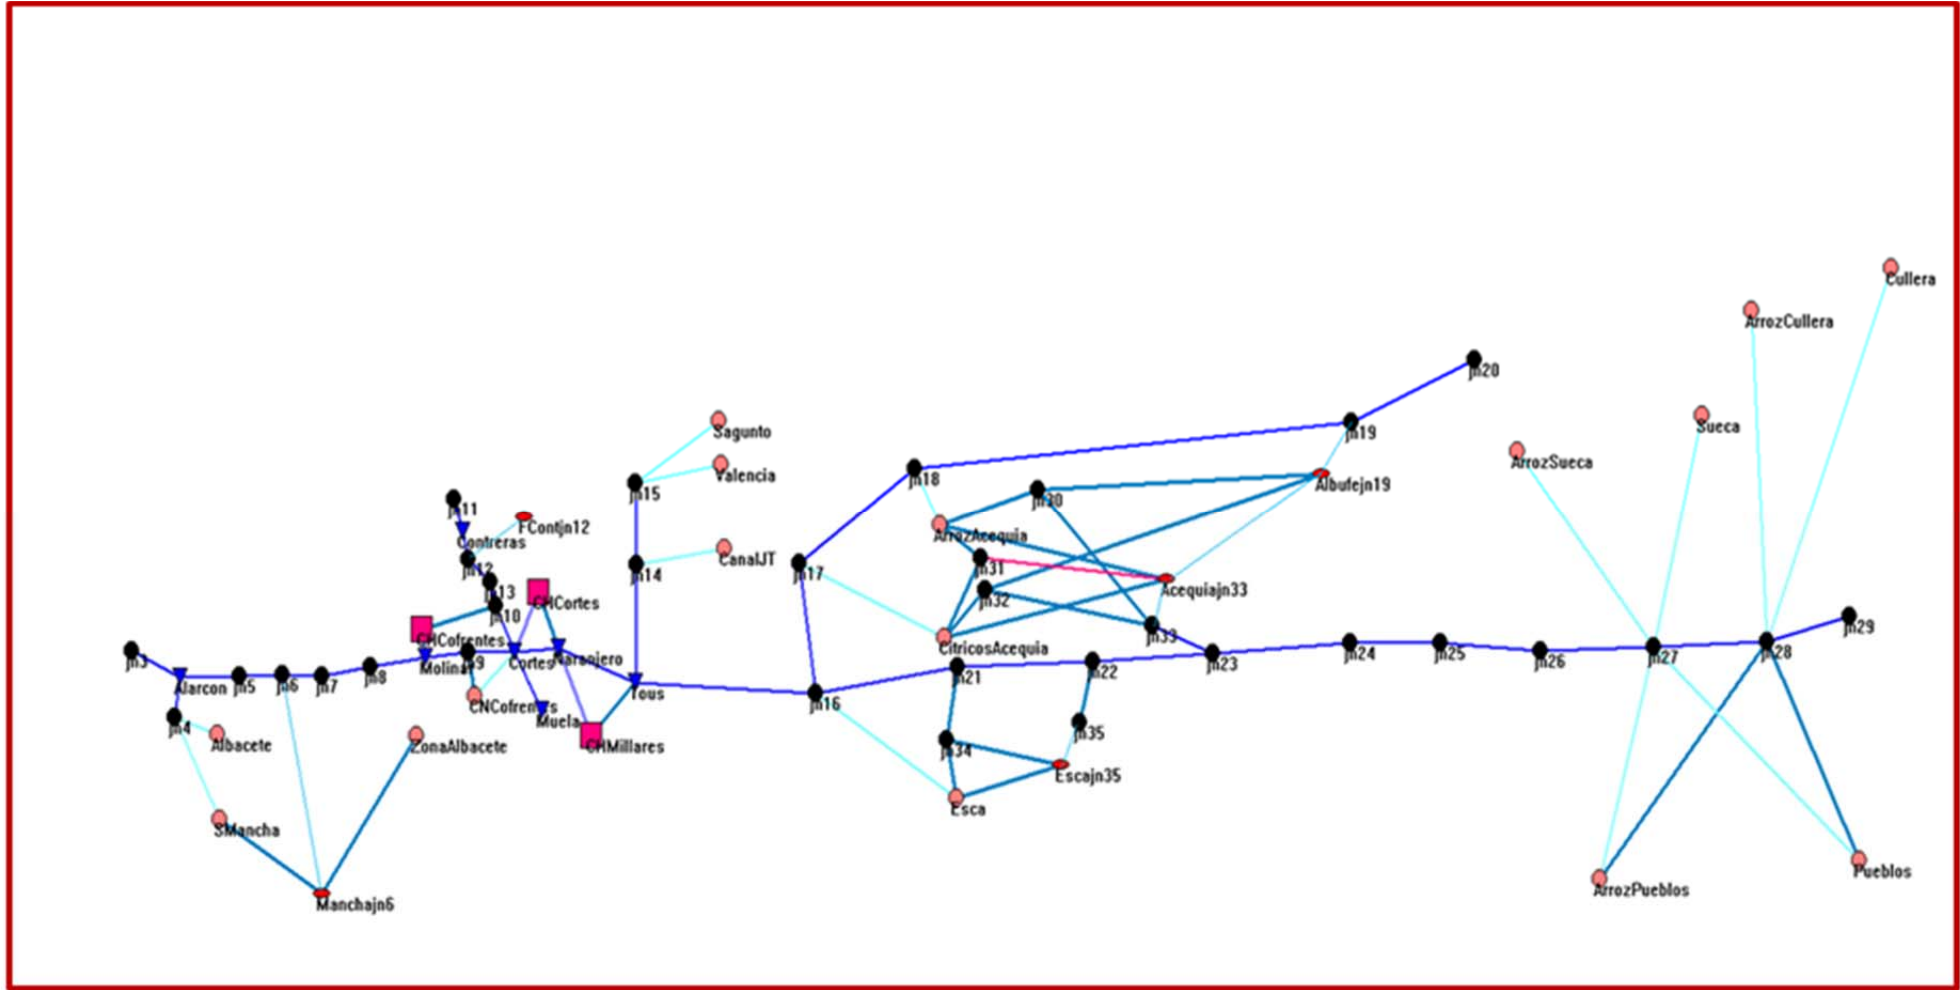 Cullera
ArrozCullera
jn20
Sueca
Sagunto
jn19
ArrozSueca
Valencia
jn18
Albufejn19
jn15
jn30
jn11
FContjn12
ArrozAcequia
Contreras
CanalJT
jn12
jn31
jn14
jn17
Acequiajn33
jn13
jn32
CHCortes
jn10
jn29
jn33
CHCofrentes
CitricosAcequia
jn28
jn3
Molinar
jn9
Cortes
Naranjero
jn23
jn24
jn25
jn26
jn27
Alarcon
jn5
jn6
jn7
jn8
jn21
jn22
Tous
jn16
CNCofrentes
Muela
jn4
jn35
Albacete
ZonaAlbacete
CHMillares
jn34
Escajn35
Esca
SMancha
Pueblos
ArrozPueblos
Manchajn6